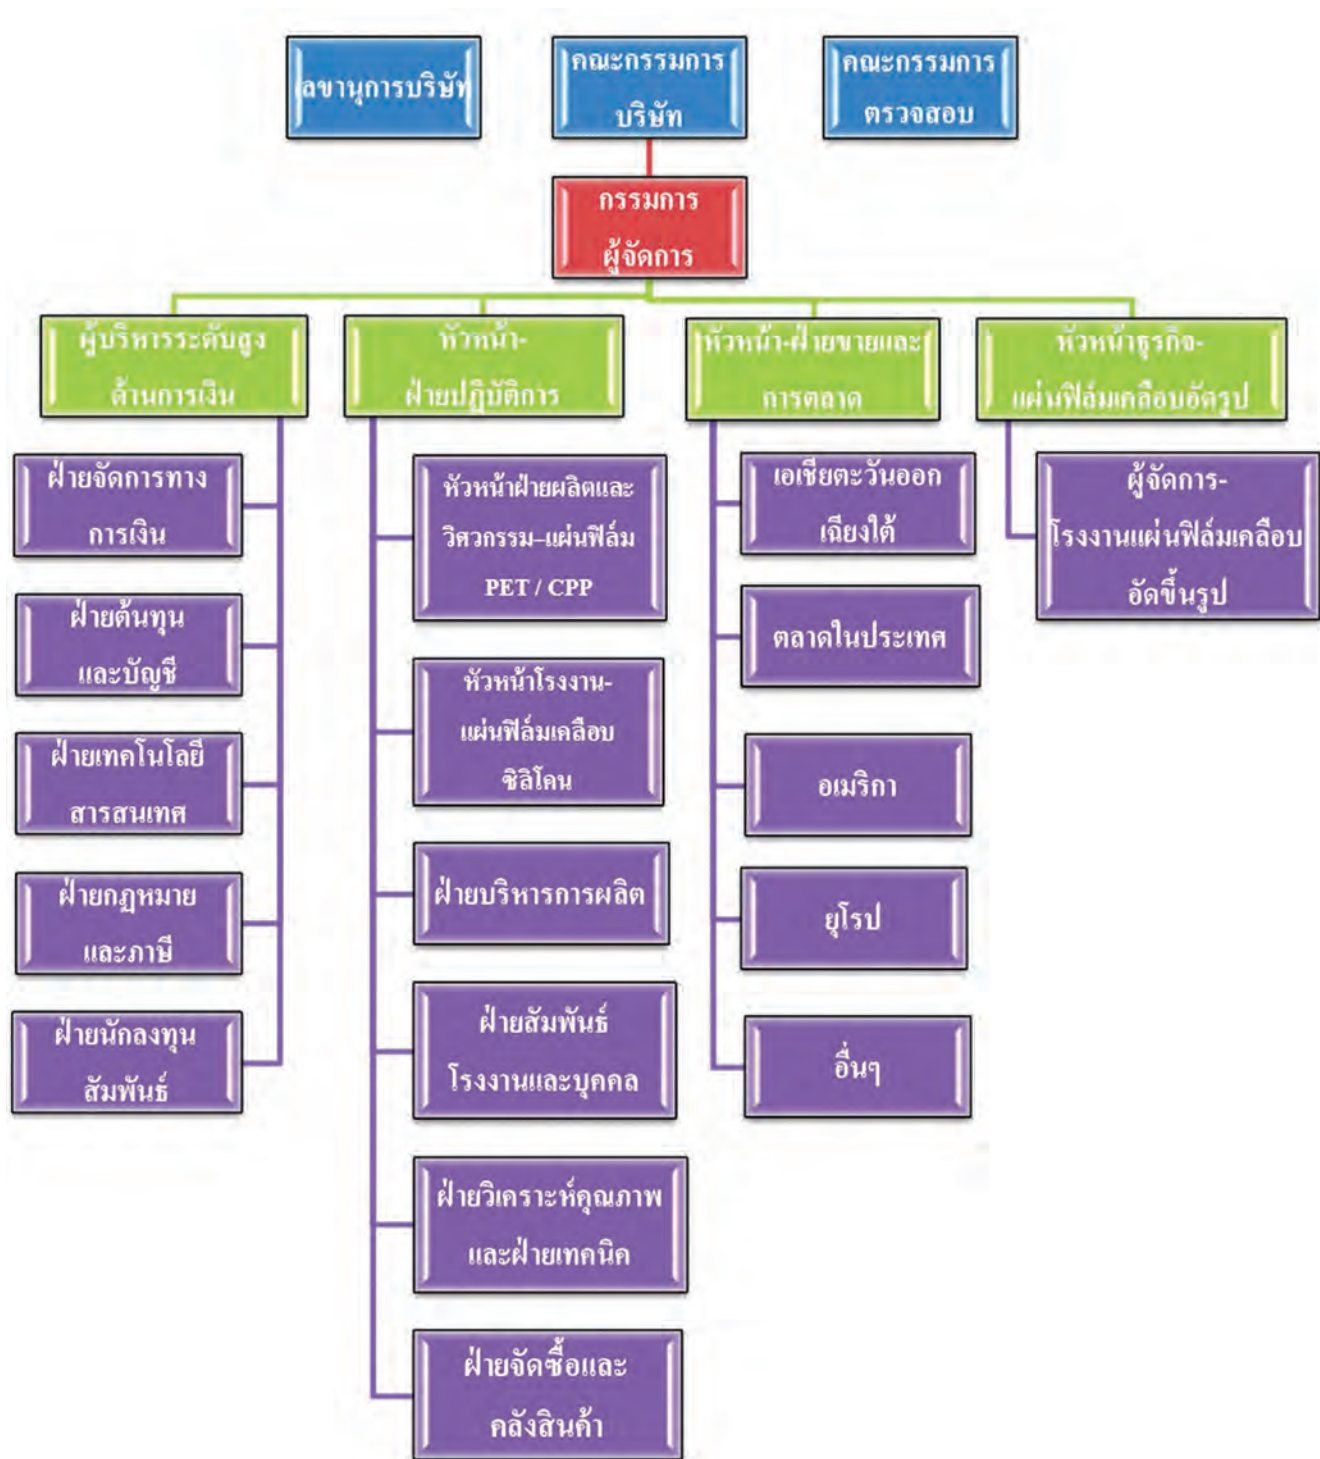 เลขานุการบริษัท
คณะกรรมการ
บริษัท
คณะกรรมการ
ตรวจสอบ
กรรมการ
ผู้จัดการ
ผู้บริหารระดับสูง
ด้านการเงิน
ฝ่ายจัดการทาง
การเงิน
ฝ่ายต้นทุน
และบัญชี
ฝ่ายเทคโนโลยี
สารสนเทศ
ฝ่ายกฏหมาย
และภาษี
ฝ่ายนักลงทุน
สัมพันธ์
หัวหน้า-
ฝ่ายปฏิบัติการ
หัวหน้าฝ่ายผลิตและ
วิศวกรรม–แผ่นฟิล์ม
PET / CPP
หัวหน้าโรงงาน-
แผ่นฟิล์มเคลือบ
ซิลิโคน
ฝ่ายบริหารการผลิต
ฝ่ายสัมพันธ์
โรงงานและบุคคล
ฝ่ายวิเคราะห์คุณภาพ
และฝ่ายเทคนิค
ฝ่ายจัดซื้อและ
คลังสินค้า
หัวหน้า-ฝ่ายขายและ
การตลาด
เอเชียตะวันออก
เฉียงใต้
ตลาดในประเทศ
อเมริกา
ยุโรป
อื่นๆ
หัวหน้าธุรกิจ-
แผ่นฟิล์มเคลือบอัดรูป
ผู้จัดการ-
โรงงานแผ่นฟิล์มเคลือบ
อัดขึ้นรูป